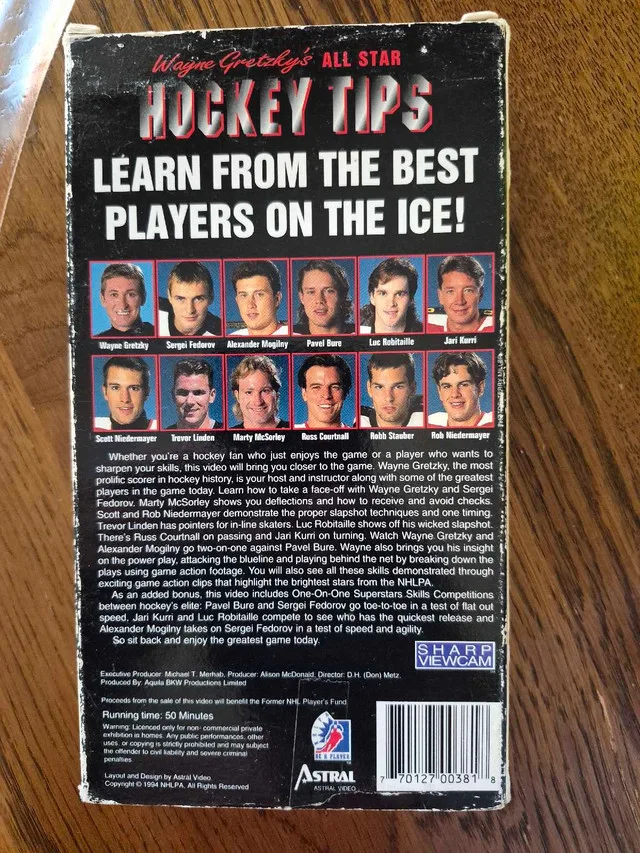 Wayne Gretzky's ALL STAR
HOCKEY TIPS
LEARN FROM THE BEST
PLAYERS ON THE ICE!
Wayne Gretzky Sergei Fedorov Alexander Mogilny Pavel Bure Luc Robitaille Jari Kurri
Scott Niedermayer Trevor Linden Marty McSorley Russ Courtnall Robb Stauber Rob Niedermayer
Whether you're a hockey fan who just enjoys the game or a player who wants to
sharpen your skills, this video will bring you closer to the game. Wayne Gretzky, the most
prolific scorer in hockey history, is your host and instructor along with some of the greatest
players in the game today. Learn how to take a face-off with Wayne Gretzky and Sergei
Fedorov. Marty McSorley shows you deflections and how to receive and avoid checks.
Scott and Rob Niedermayer demonstrate the proper slapshot techniques and one timing.
Trevor Linden has pointers for in-line skaters. Luc Robitaille shows off his wicked slapshot.
There's Russ Courtnall on passing and Jari Kurri on turning. Watch Wayne Gretzky and
Alexander Mogilny go two-on-one against Pavel Bure. Wayne also brings you his insight
on the power play, attacking the blueline and playing behind the net by breaking down the
plays using game action footage. You will also see all these skills demonstrated through
exciting game action clips that highlight the brightest stars from the NHLPA.
As an added bonus, this video includes One-On-One Superstars Skills Competitions
between hockey's elite: Pavel Bure and Sergei Fedorov go toe-to-toe in a test of flat out
speed, Jari Kurri and Luc Robitaille compete to see who has the quickest release and
Alexander Mogilny takes on Sergei Fedorov in a test of speed and agility.
So sit back and enjoy the greatest game today.
SHARP
VIEWCAM
Executive Producer: Michael T. Merhab, Producer: Alison McDonald, Director: D.H. (Don) Metz
Produced By: Aquila BKW Productions Limited
Proceeds from the sale of this video will benefit the Former NHL Player's Fund
Running time: 50 Minutes
Warning: Licenced only for non- commercial private
exhibition in homes. Any public performances, other
uses, or copying is strictly prohibited and may subject
the offender to civil liability and severe criminal
penalties
Layout and Design by Astral Video
Copyright © 1994 NHLPA. All Rights Reserved
BE A PLAYER
ASTRAL
ASTRAL VIDEO
7 70127 00381 8